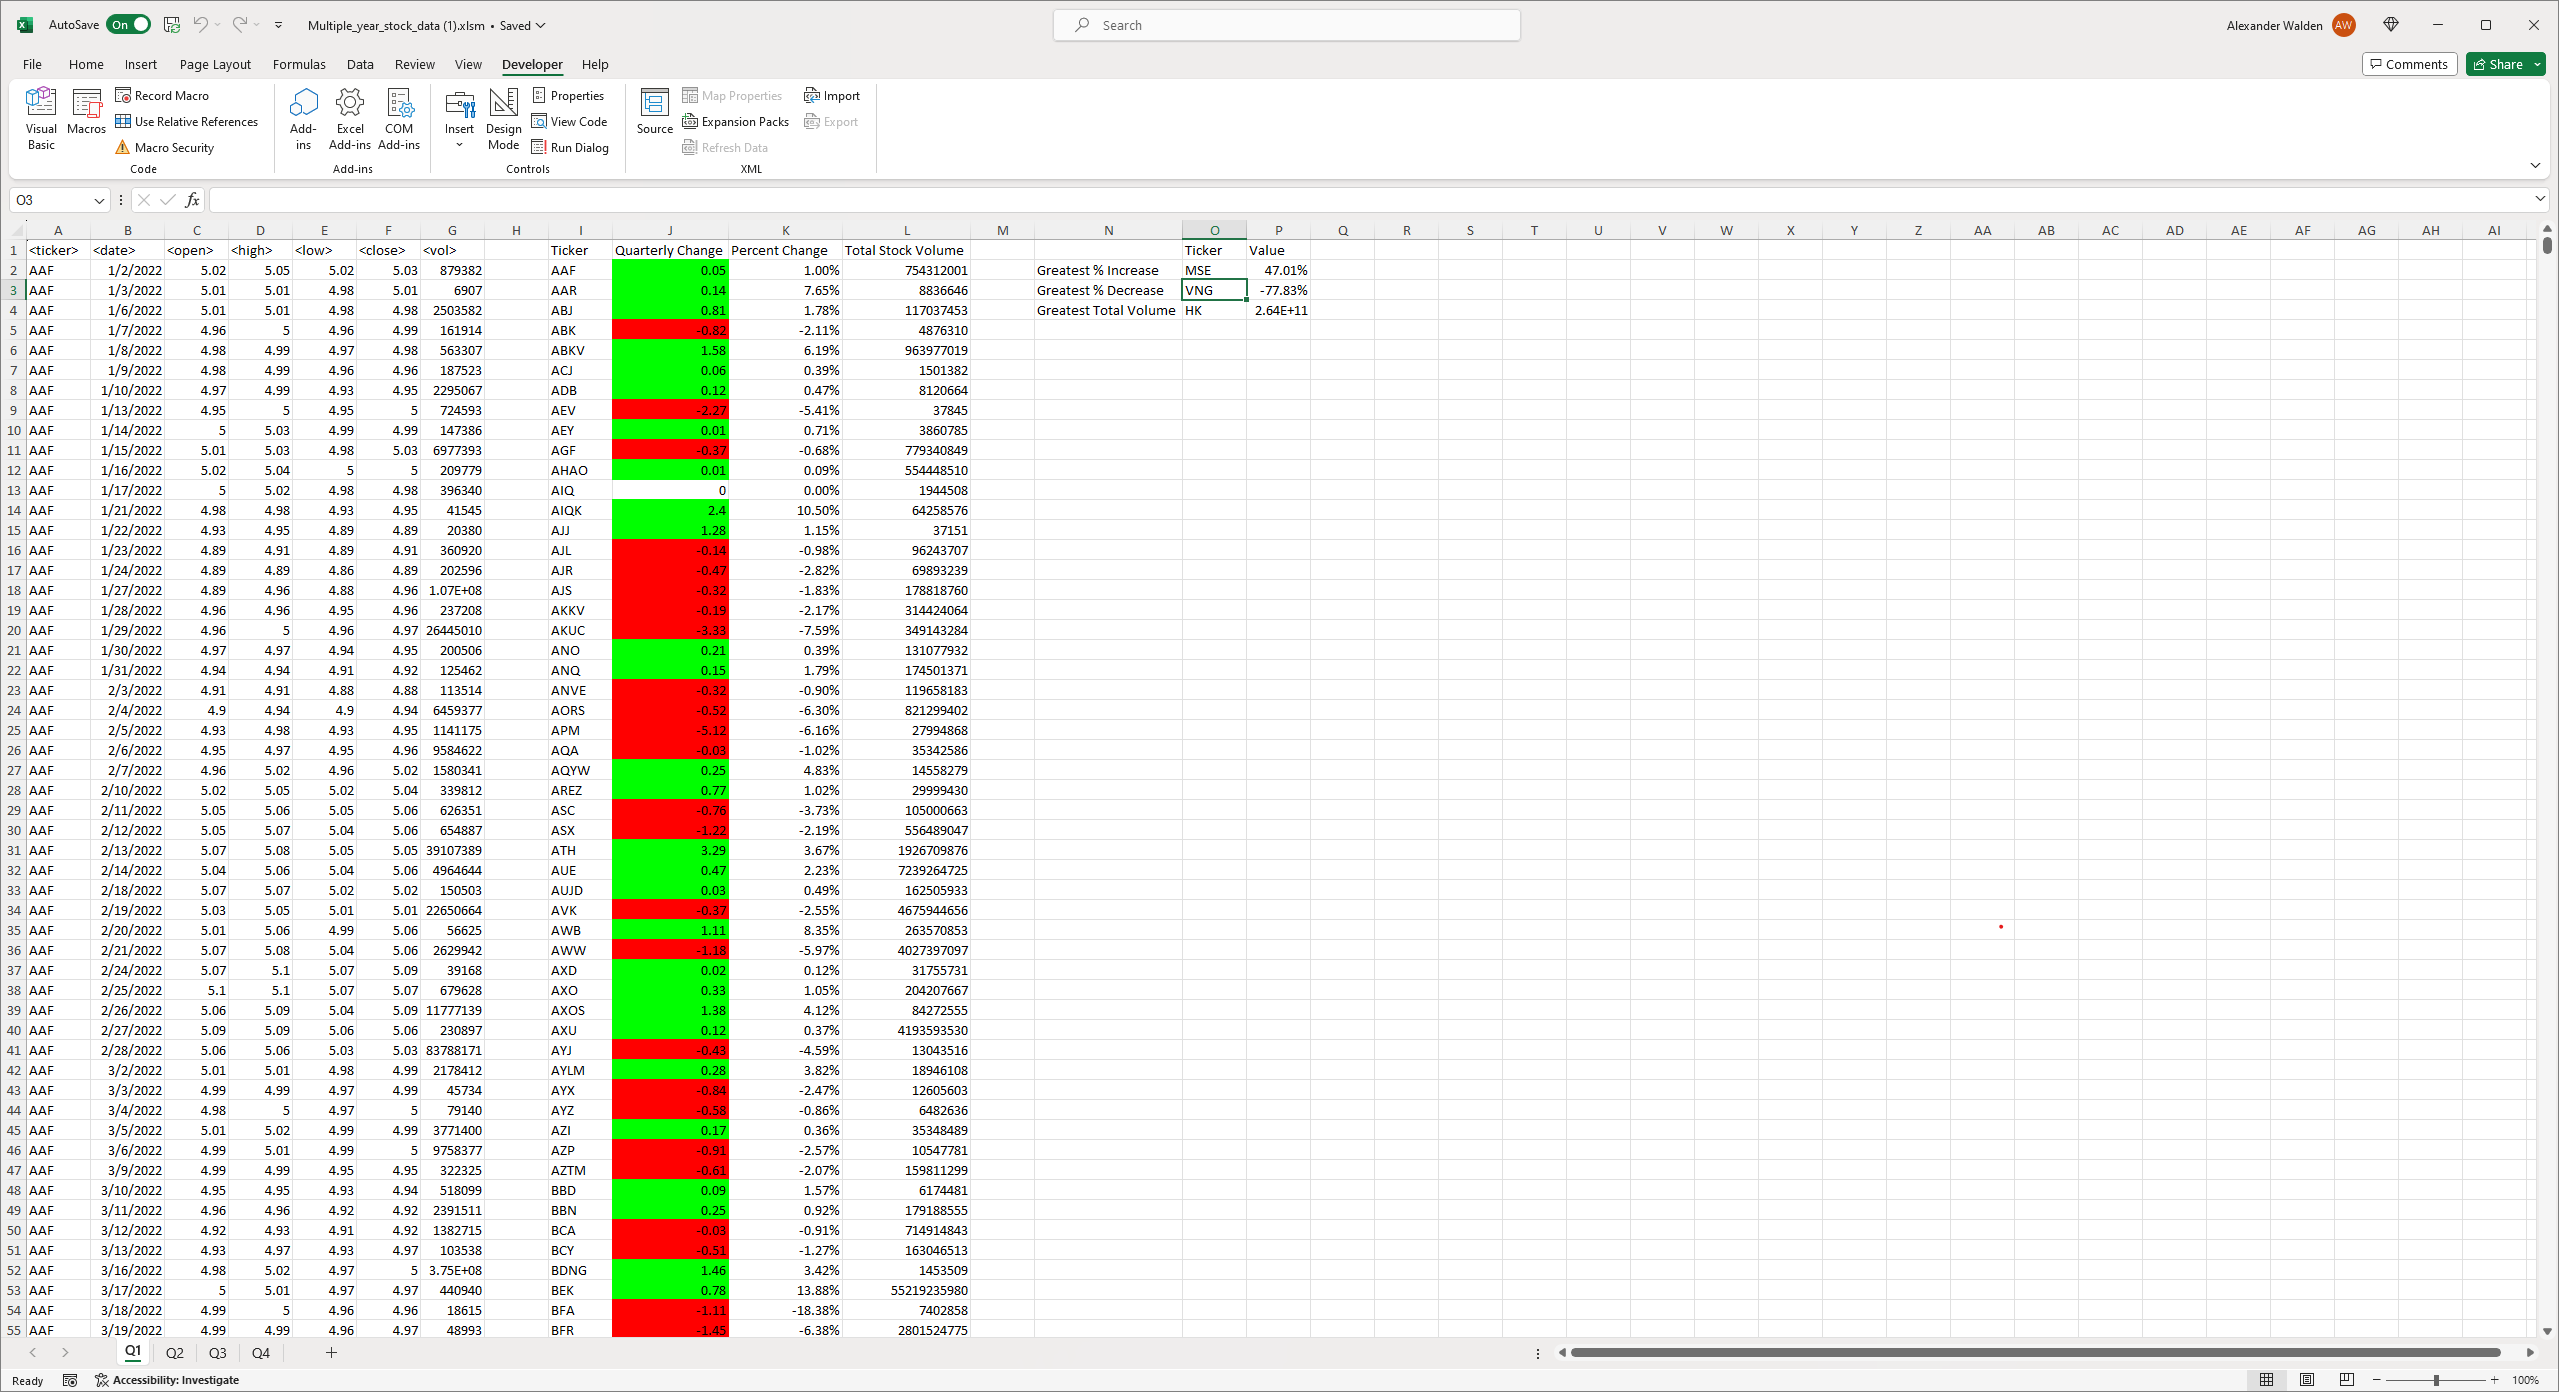 AutoSave On Multiple_year_stock_data (1).xlsm • Saved Search Alexander Walden AW
File Home Insert Page Layout Formulas Data Review View Developer Help Comments Share
Visual Basic Macros Record Macro Use Relative References Macro Security Code
Add-ins Excel Add-ins COM Add-ins Add-ins
Insert Design Mode Properties View Code Run Dialog Controls
Source Map Properties Expansion Packs Refresh Data Import Export XML
O3 fx
A B C D E F G H I J K L M N O P Q R S T U V W X Y Z AA AB AC AD AE AF AG AH AI
1 <ticker> <date> <open> <high> <low> <close> <vol> Ticker Quarterly Change Percent Change Total Stock Volume Ticker Value
2 AAF 1/2/2022 5.02 5.05 5.02 5.03 879382 AAF 0.05 1.00% 754312001 Greatest % Increase MSE 47.01%
3 AAF 1/3/2022 5.01 5.01 4.98 5.01 6907 AAR 0.14 7.65% 8836646 Greatest % Decrease VNG -77.83%
4 AAF 1/6/2022 5.01 5.01 4.98 4.98 2503582 ABJ 0.81 1.78% 117037453 Greatest Total Volume HK 2.64E+11
5 AAF 1/7/2022 4.96 5 4.96 4.99 161914 ABK -0.82 -2.11% 4876310
6 AAF 1/8/2022 4.98 4.99 4.97 4.98 563307 ABKV 1.58 6.19% 963977019
7 AAF 1/9/2022 4.98 4.99 4.96 4.96 187523 ACJ 0.06 0.39% 1501382
8 AAF 1/10/2022 4.97 4.99 4.93 4.95 2295067 ADB 0.12 0.47% 8120664
9 AAF 1/13/2022 4.95 5 4.95 5 724593 AEV -2.27 -5.41% 37845
10 AAF 1/14/2022 5 5.03 4.99 4.99 147386 AEY 0.01 0.71% 3860785
11 AAF 1/15/2022 5.01 5.03 4.98 5.03 6977393 AGF -0.37 -0.68% 779340849
12 AAF 1/16/2022 5.02 5.04 5 5 209779 AHAO 0.01 0.09% 554448510
13 AAF 1/17/2022 5 5.02 4.98 4.98 396340 AIQ 0 0.00% 1944508
14 AAF 1/21/2022 4.98 4.98 4.93 4.95 41545 AIQK 2.4 10.50% 64258576
15 AAF 1/22/2022 4.93 4.95 4.89 4.89 20380 AJJ 1.28 1.15% 37151
16 AAF 1/23/2022 4.89 4.91 4.89 4.91 360920 AJL -0.14 -0.98% 96243707
17 AAF 1/24/2022 4.89 4.89 4.86 4.89 202596 AJR -0.47 -2.82% 69893239
18 AAF 1/27/2022 4.89 4.96 4.88 4.96 1.07E+08 AJS -0.32 -1.83% 178818760
19 AAF 1/28/2022 4.96 4.96 4.95 4.96 237208 AKKV -0.19 -2.17% 314424064
20 AAF 1/29/2022 4.96 5 4.96 4.97 26445010 AKUC -3.33 -7.59% 349143284
21 AAF 1/30/2022 4.97 4.97 4.94 4.95 200506 ANO 0.21 0.39% 131077932
22 AAF 1/31/2022 4.94 4.94 4.91 4.92 125462 ANQ 0.15 1.79% 174501371
23 AAF 2/3/2022 4.91 4.91 4.88 4.88 113514 ANVE -0.32 -0.90% 119658183
24 AAF 2/4/2022 4.9 4.94 4.9 4.94 6459377 AORS -0.52 -6.30% 821299402
25 AAF 2/5/2022 4.93 4.98 4.93 4.95 1141175 APM -5.12 -6.16% 27994868
26 AAF 2/6/2022 4.95 4.97 4.95 4.96 9584622 AQA -0.03 -1.02% 35342586
27 AAF 2/7/2022 4.96 5.02 4.96 5.02 1580341 AQYW 0.25 4.83% 14558279
28 AAF 2/10/2022 5.02 5.05 5.02 5.04 339812 AREZ 0.77 1.02% 29999430
29 AAF 2/11/2022 5.05 5.06 5.05 5.06 626351 ASC -0.76 -3.73% 105000663
30 AAF 2/12/2022 5.05 5.07 5.04 5.06 654887 ASX -1.22 -2.19% 556489047
31 AAF 2/13/2022 5.07 5.08 5.05 5.05 39107389 ATH 3.29 3.67% 1926709876
32 AAF 2/14/2022 5.04 5.06 5.04 5.06 4964644 AUE 0.47 2.23% 7239264725
33 AAF 2/18/2022 5.07 5.07 5.02 5.02 150503 AUJD 0.03 0.49% 162505933
34 AAF 2/19/2022 5.03 5.05 5.01 5.01 22650664 AVK -0.37 -2.55% 4675944656
35 AAF 2/20/2022 5.01 5.06 4.99 5.06 56625 AWB 1.11 8.35% 263570853
36 AAF 2/21/2022 5.07 5.08 5.04 5.06 2629942 AWW -1.18 -5.97% 4027397097
37 AAF 2/24/2022 5.07 5.1 5.07 5.09 39168 AXD 0.02 0.12% 31755731
38 AAF 2/25/2022 5.1 5.1 5.07 5.07 679628 AXO 0.33 1.05% 204207667
39 AAF 2/26/2022 5.06 5.09 5.04 5.09 11777139 AXOS 1.38 4.12% 84272555
40 AAF 2/27/2022 5.09 5.09 5.06 5.06 230897 AXU 0.12 0.37% 4193593530
41 AAF 2/28/2022 5.06 5.06 5.03 5.03 83788171 AYJ -0.43 -4.59% 13043516
42 AAF 3/2/2022 5.01 5.01 4.98 4.99 2178412 AYLM 0.28 3.82% 18946108
43 AAF 3/3/2022 4.99 4.99 4.97 4.99 45734 AYX -0.84 -2.47% 12605603
44 AAF 3/4/2022 4.98 5 4.97 5 79140 AYZ -0.58 -0.86% 6482636
45 AAF 3/5/2022 5.01 5.02 4.99 4.99 3771400 AZI 0.17 0.36% 35348489
46 AAF 3/6/2022 4.99 5.01 4.99 5 9758377 AZP -0.91 -2.57% 10547781
47 AAF 3/9/2022 4.99 4.99 4.95 4.95 322325 AZTM -0.61 -2.07% 159811299
48 AAF 3/10/2022 4.95 4.95 4.93 4.94 518099 BBD 0.09 1.57% 6174481
49 AAF 3/11/2022 4.96 4.96 4.92 4.92 2391511 BBN 0.25 0.92% 179188555
50 AAF 3/12/2022 4.92 4.93 4.91 4.92 1382715 BCA -0.03 -0.91% 714914843
51 AAF 3/13/2022 4.93 4.97 4.93 4.97 103538 BCY -0.51 -1.27% 163046513
52 AAF 3/16/2022 4.98 5.02 4.97 5 3.75E+08 BDNG 1.46 3.42% 1453509
53 AAF 3/17/2022 5 5.01 4.97 4.97 440940 BEK 0.78 13.88% 55219235980
54 AAF 3/18/2022 4.99 5 4.96 4.96 18615 BFA -1.11 -18.38% 7402858
55 AAF 3/19/2022 4.99 4.99 4.96 4.97 48993 BFR -1.45 -6.38% 2801524775
Q1 Q2 Q3 Q4
Ready Accessibility: Investigate 100%